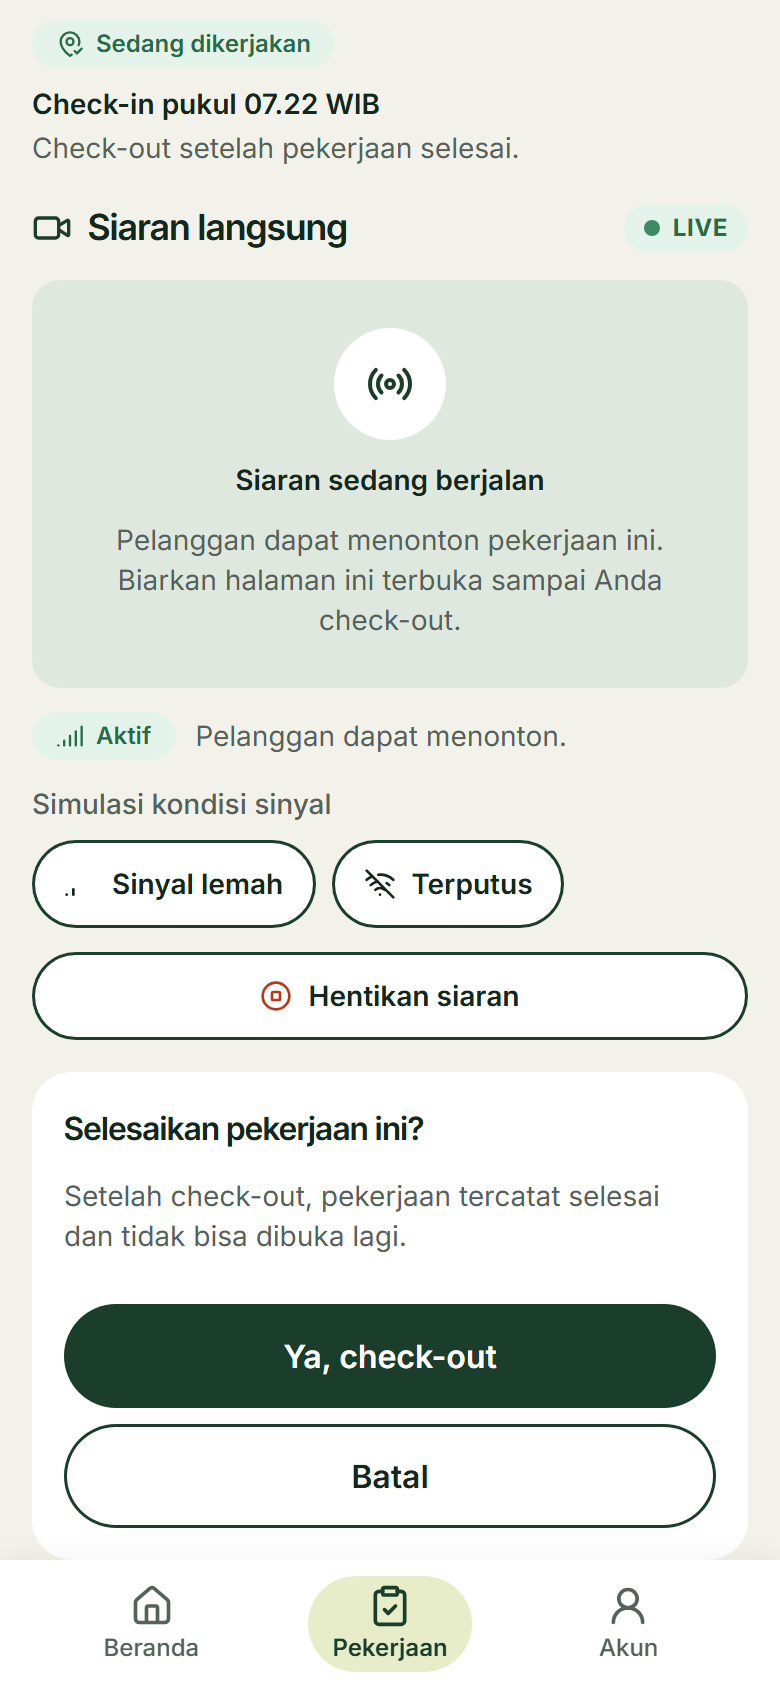 Sedang dikerjakan
Check-in pukul 07.22 WIB
Check-out setelah pekerjaan selesai.
Siaran langsung
LIVE
Siaran sedang berjalan
Pelanggan dapat menonton pekerjaan ini.
Biarkan halaman ini terbuka sampai Anda
check-out.
Aktif
Pelanggan dapat menonton.
Simulasi kondisi sinyal
Sinyal lemah
Terputus
Hentikan siaran
Selesaikan pekerjaan ini?
Setelah check-out, pekerjaan tercatat selesai
dan tidak bisa dibuka lagi.
Ya, check-out
Batal
Beranda
Pekerjaan
Akun